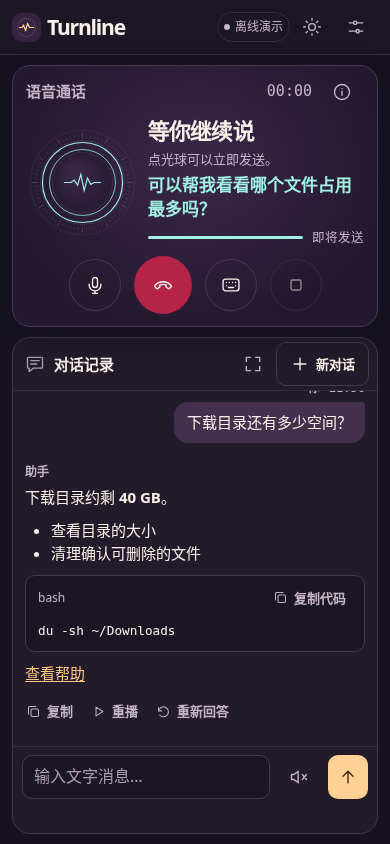 Turnline
离线演示
语音通话
00:00
等你继续说
点光球可以立即发送。
可以帮我看看哪个文件占用
最多吗？
即将发送
对话记录
新对话
下载目录还有多少空间？
助手
下载目录约剩 40 GB。
查看目录的大小
清理确认可删除的文件
bash
复制代码
du -sh ~/Downloads
查看帮助
复制
重播
重新回答
输入文字消息...